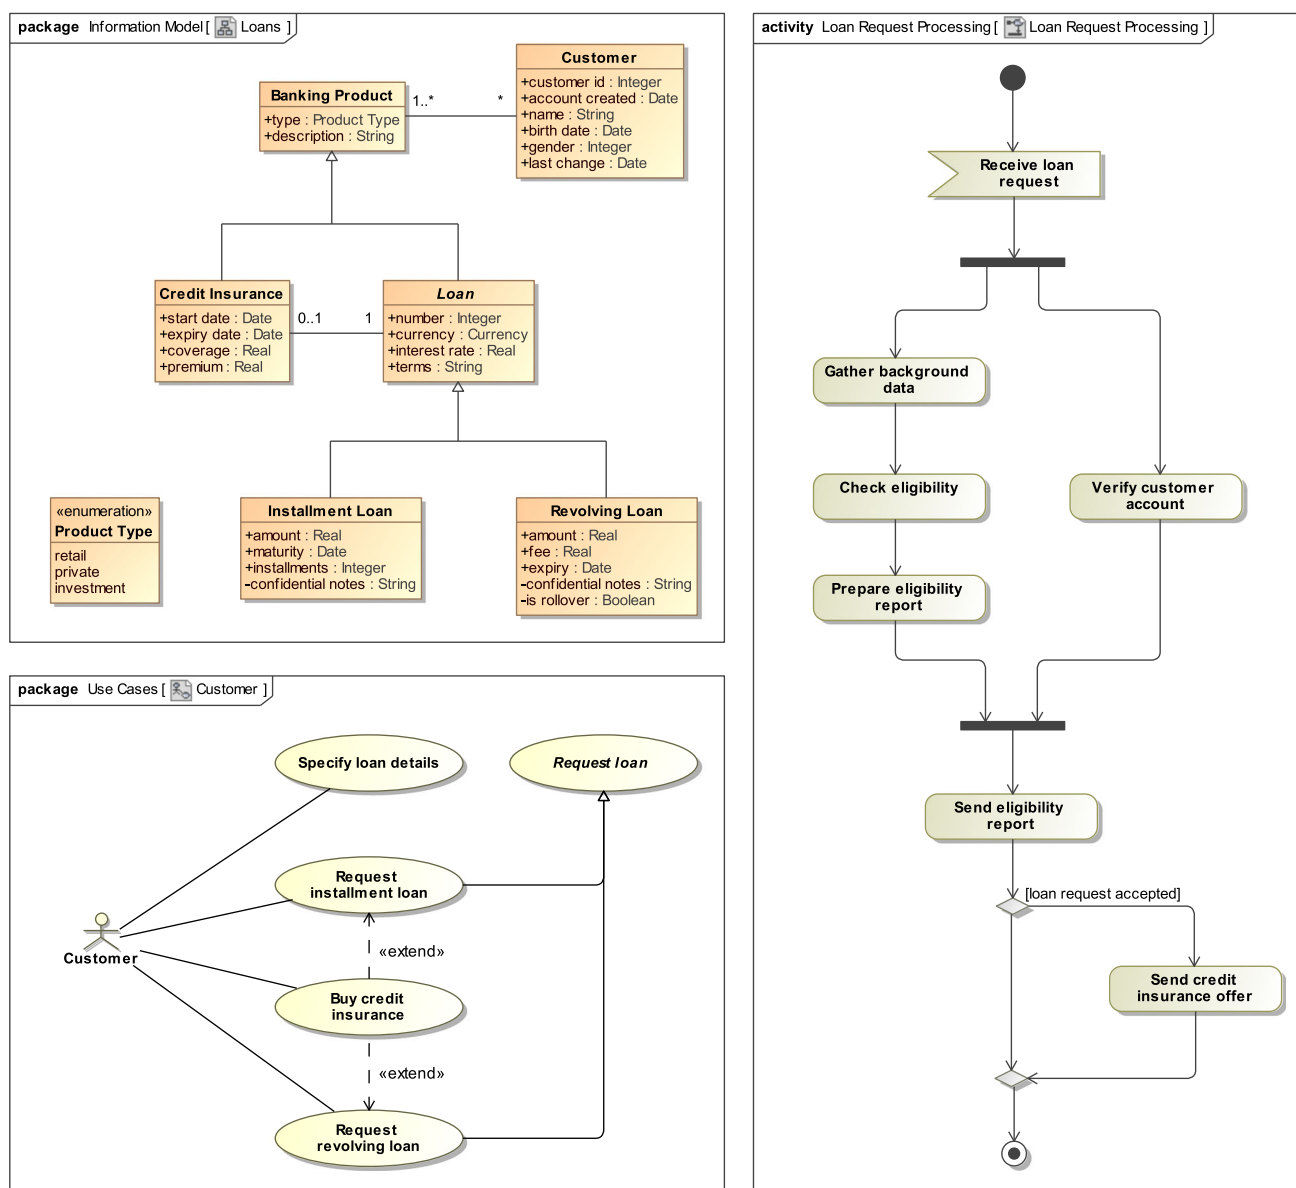 package Information Model [ Loans ]
Customer
+customer id : Integer
+account created : Date
+name : String
+birth date : Date
+gender : Integer
+last change : Date
Banking Product
+type : Product Type
+description : String
1..*
*
Credit Insurance
+start date : Date
+expiry date : Date
+coverage : Real
+premium : Real
0..1
1
Loan
+number : Integer
+currency : Currency
+interest rate : Real
+terms : String
«enumeration»
Product Type
retail
private
investment
Installment Loan
+amount : Real
+maturity : Date
+installments : Integer
-confidential notes : String
Revolving Loan
+amount : Real
+fee : Real
+expiry : Date
-confidential notes : String
-is rollover : Boolean
package Use Cases [ Customer ]
Specify loan details
Request loan
Request
installment loan
«extend»
Customer
Buy credit
insurance
«extend»
Request
revolving loan
activity Loan Request Processing [ Loan Request Processing ]
Receive loan
request
Gather background
data
Check eligibility
Verify customer
account
Prepare eligibility
report
Send eligibility
report
[loan request accepted]
Send credit
insurance offer